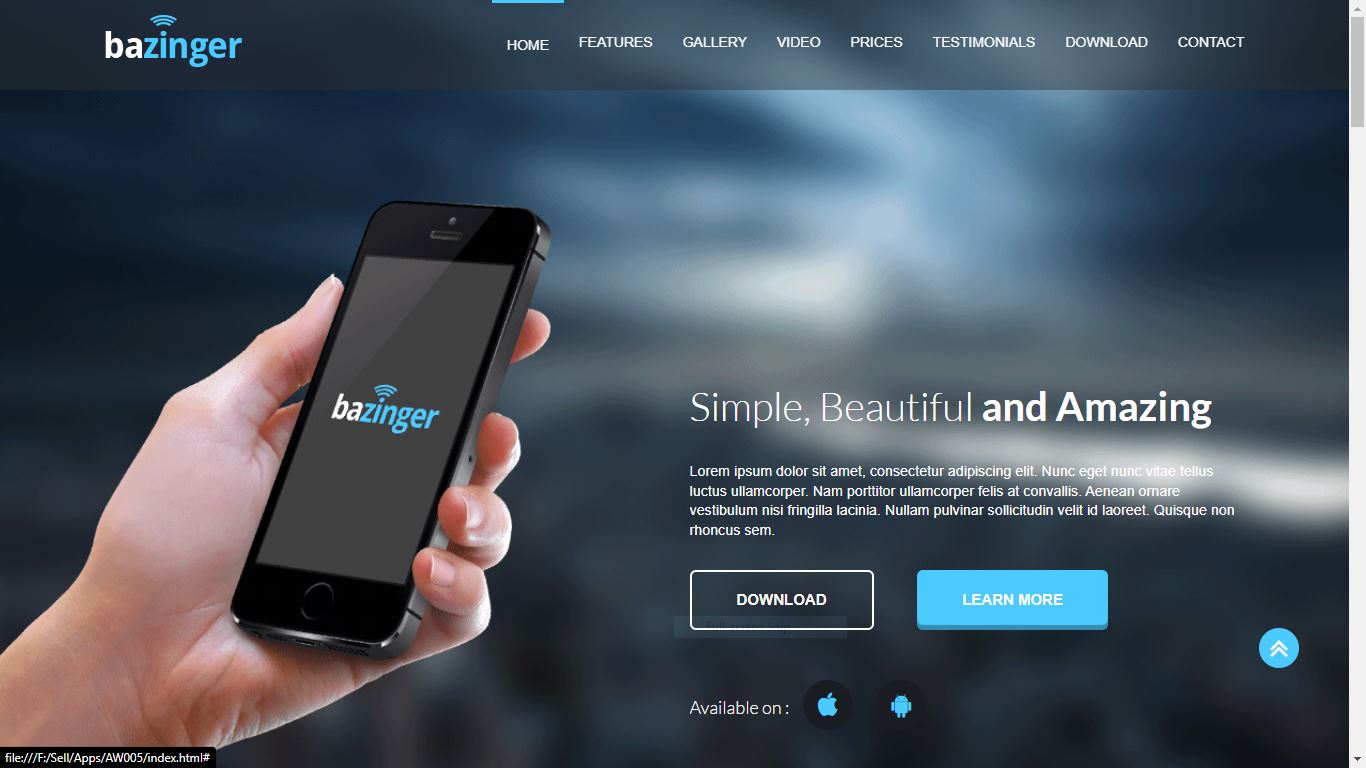 bazinger
HOME FEATURES GALLERY VIDEO PRICES TESTIMONIALS DOWNLOAD CONTACT
bazinger
Simple, Beautiful and Amazing
Lorem ipsum dolor sit amet, consectetur adipiscing elit. Nunc eget nunc vitae tellus
luctus ullamcorper. Nam porttitor ullamcorper felis at convallis. Aenean ornare
vestibulum nisi fringilla lacinia. Nullam pulvinar sollicitudin velit id laoreet. Quisque non
rhoncus sem.
DOWNLOAD LEARN MORE
Available on :
file:///F:/Sell/Apps/AW005/index.html#